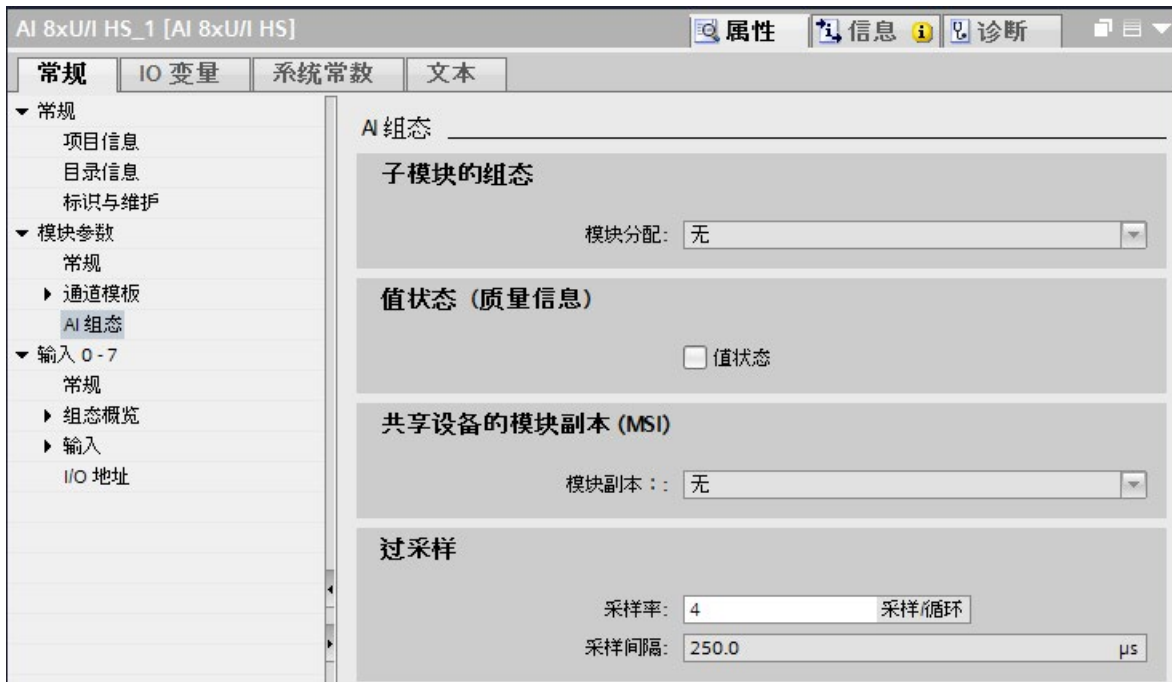 AI 8xU/I HS_1 [AI 8xU/I HS]
属性 信息 诊断
常规 IO 变量 系统常数 文本
常规
项目信息
目录信息
标识与维护
模块参数
常规
通道模板
AI 组态
输入 0 - 7
常规
组态概览
输入
I/O 地址
AI 组态
子模块的组态
模块分配: 无
值状态（质量信息）
值状态
共享设备的模块副本 (MSI)
模块副本：: 无
过采样
采样率: 4 采样/循环
采样间隔: 250.0 µs